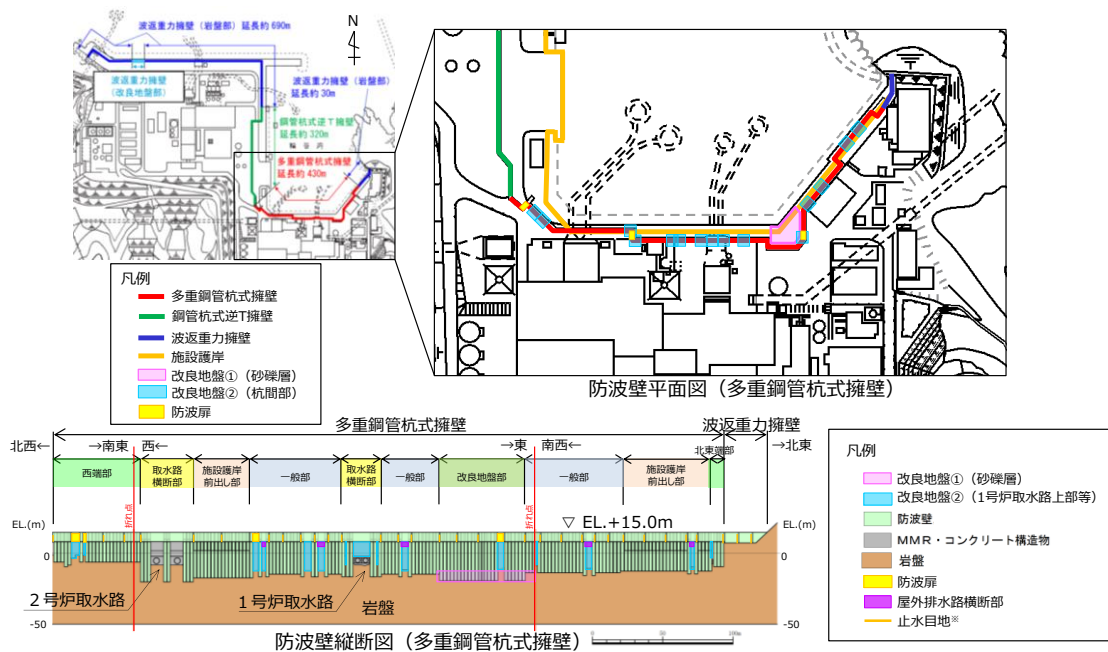 波返重力擁壁（岩盤部）延長約690m
N
波返重力擁壁
（改良地盤部）
波返重力擁壁（岩盤部）
延長約30m
鋼管杭式逆T擁壁
延長約320m
輪谷湾
多重鋼管杭式擁壁
延長約430m
凡例
多重鋼管杭式擁壁
鋼管杭式逆T擁壁
波返重力擁壁
施設護岸
改良地盤①（砂礫層）
改良地盤②（杭間部）
防波扉
防波壁平面図（多重鋼管杭式擁壁）
多重鋼管杭式擁壁
波返重力擁壁
北西←
→南東
西←
→東
南西←
→北東
西端部
取水路
横断部
施設護岸
前出し部
一般部
取水路
横断部
一般部
改良地盤部
一般部
施設護岸
前出し部
北東端部
EL.(m)
折れ点
折れ点
▽ EL.+15.0m
EL.(m)
0
0
２号炉取水路
１号炉取水路
岩盤
-50
-50
防波壁縦断図（多重鋼管杭式擁壁）
0
100m
凡例
改良地盤①（砂礫層）
改良地盤②（1号炉取水路上部等）
防波壁
MMR・コンクリート構造物
岩盤
防波扉
屋外排水路横断部
止水目地※